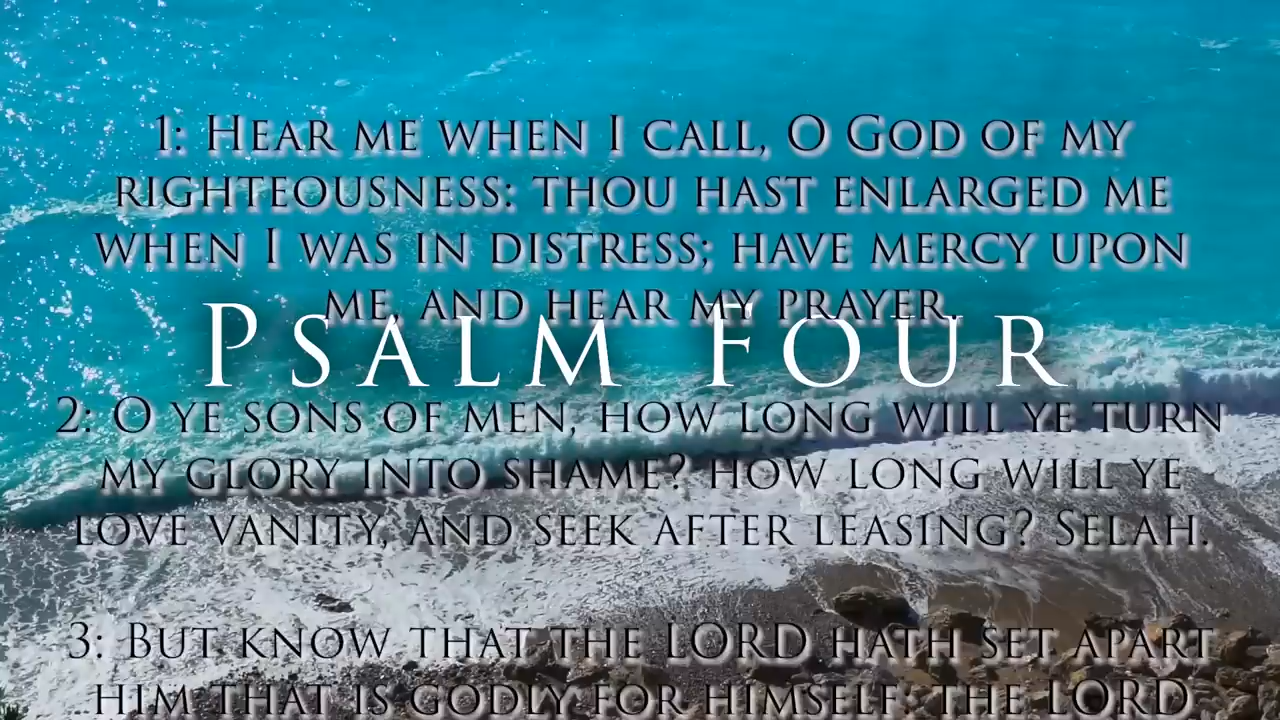 1: Hear me when I call, O God of my
righteousness: thou hast enlarged me
when I was in distress; have mercy upon
me, and hear my prayer.
Psalm Four
2: O ye sons of men, how long will ye turn
my glory into shame? how long will ye
love vanity, and seek after leasing? Selah.
3: But know that the LORD hath set apart
him that is godly for himself: the LORD